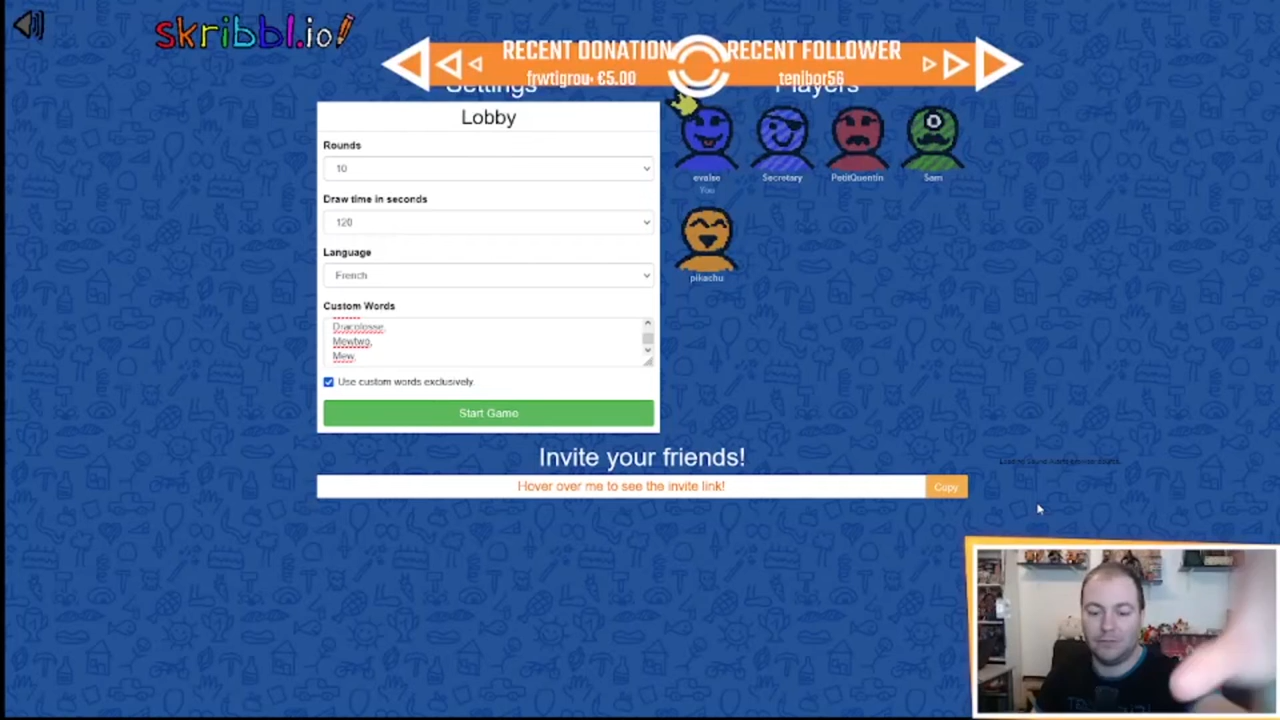 skribbl.io
RECENT DONATION
RECENT FOLLOWER
frwtigrou- €5.00
tenibor56
Settings
Players
Lobby
Rounds
10
Draw time in seconds
120
Language
French
Custom Words
Dracolosse,
Mewtwo,
Mew,
Use custom words exclusively.
Start Game
evalse
You
Secretary
PetitQuentin
Sam
pikachu
Invite your friends!
Hover over me to see the invite link!
Copy